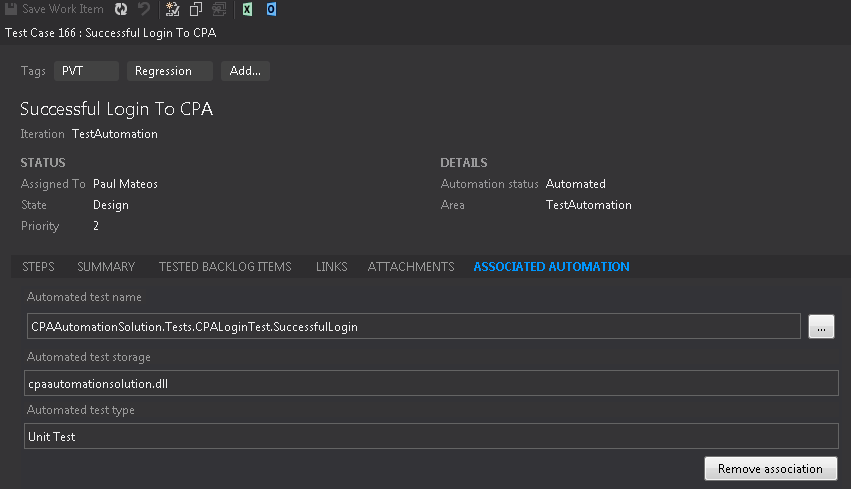 Save Work Item
Test Case 166 : Successful Login To CPA
Tags PVT Regression Add...
Successful Login To CPA
Iteration TestAutomation
STATUS DETAILS
Assigned To Paul Mateos Automation status Automated
State Design Area TestAutomation
Priority 2
STEPS SUMMARY TESTED BACKLOG ITEMS LINKS ATTACHMENTS ASSOCIATED AUTOMATION
Automated test name
CPAAutomationSolution.Tests.CPALoginTest.SuccessfulLogin ...
Automated test storage
cpaautomationsolution.dll
Automated test type
Unit Test
Remove association